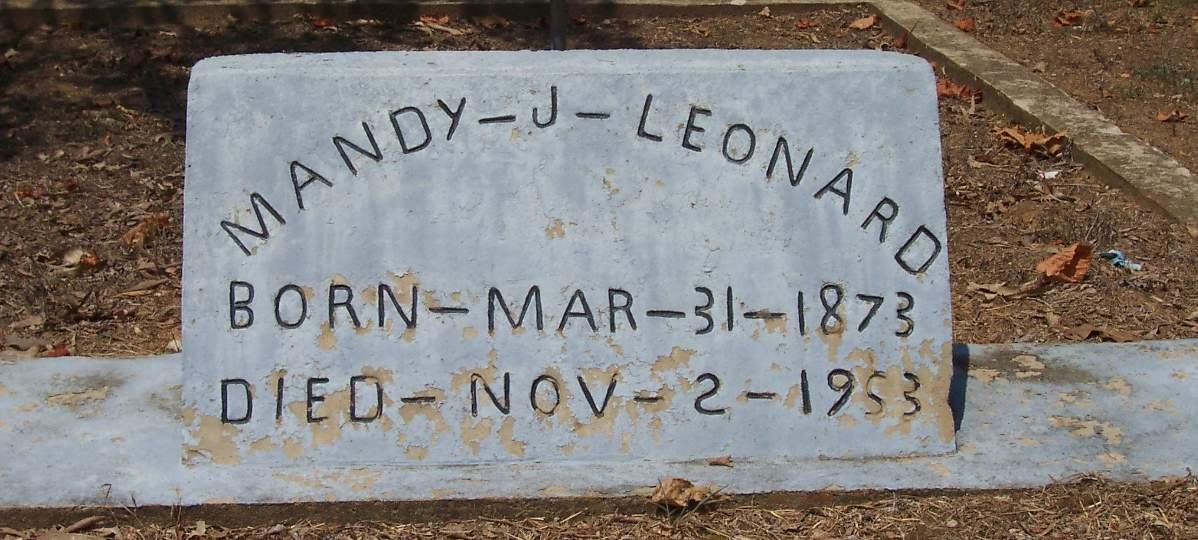 MANDY-J-LEONARD
BORN-MAR-31-1873
DIED-NOV-2-1953